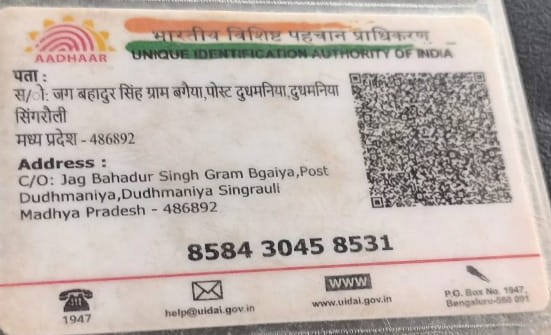 भारतीय विशिष्ट पहचान प्राधिकरण
AADHAAR
UNIQUE IDENTIFICATION AUTHORITY OF INDIA
पता :
स/ो: जग बहादुर सिंह ग्राम बगैया,पोस्ट दुधमनिया,दुधमनिया
सिंगरौली
मध्य प्रदेश - 486892
Address :
C/O: Jag Bahadur Singh Gram Bgaiya,Post
Dudhmaniya,Dudhmaniya Singrauli
Madhya Pradesh - 486892
8584 3045 8531
1947
help@uidai.gov.in
WWW
www.uidai.gov.in
P.O. Box No. 1947,
Bengaluru-560 001